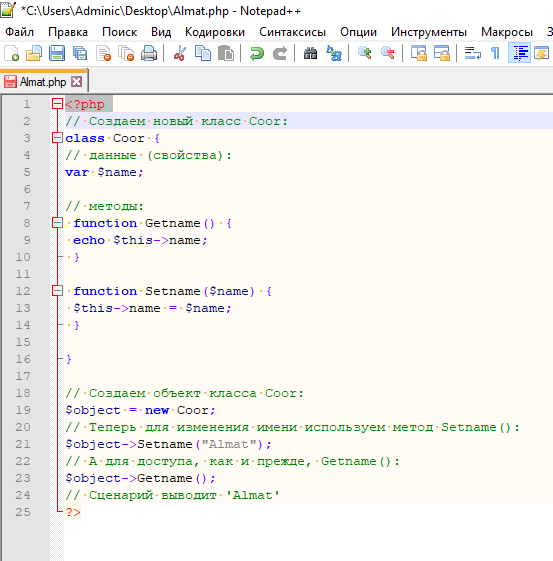 *C:\Users\Adminic\Desktop\Almat.php - Notepad++
Файл Правка Поиск Вид Кодировки Синтаксисы Опции Инструменты Макросы З
Almat.php
1 <?php
2 // Создаем новый класс Coor:
3 class Coor {
4 // данные (свойства):
5 var $name;
6
7 // методы:
8 function Getname() {
9 echo $this->name;
10 }
11
12 function Setname($name) {
13 $this->name = $name;
14 }
15
16 }
17
18 // Создаем объект класса Coor:
19 $object = new Coor;
20 // Теперь для изменения имени используем метод Setname():
21 $object->Setname("Almat");
22 // А для доступа, как и прежде, Getname():
23 $object->Getname();
24 // Сценарий выводит 'Almat'
25 ?>